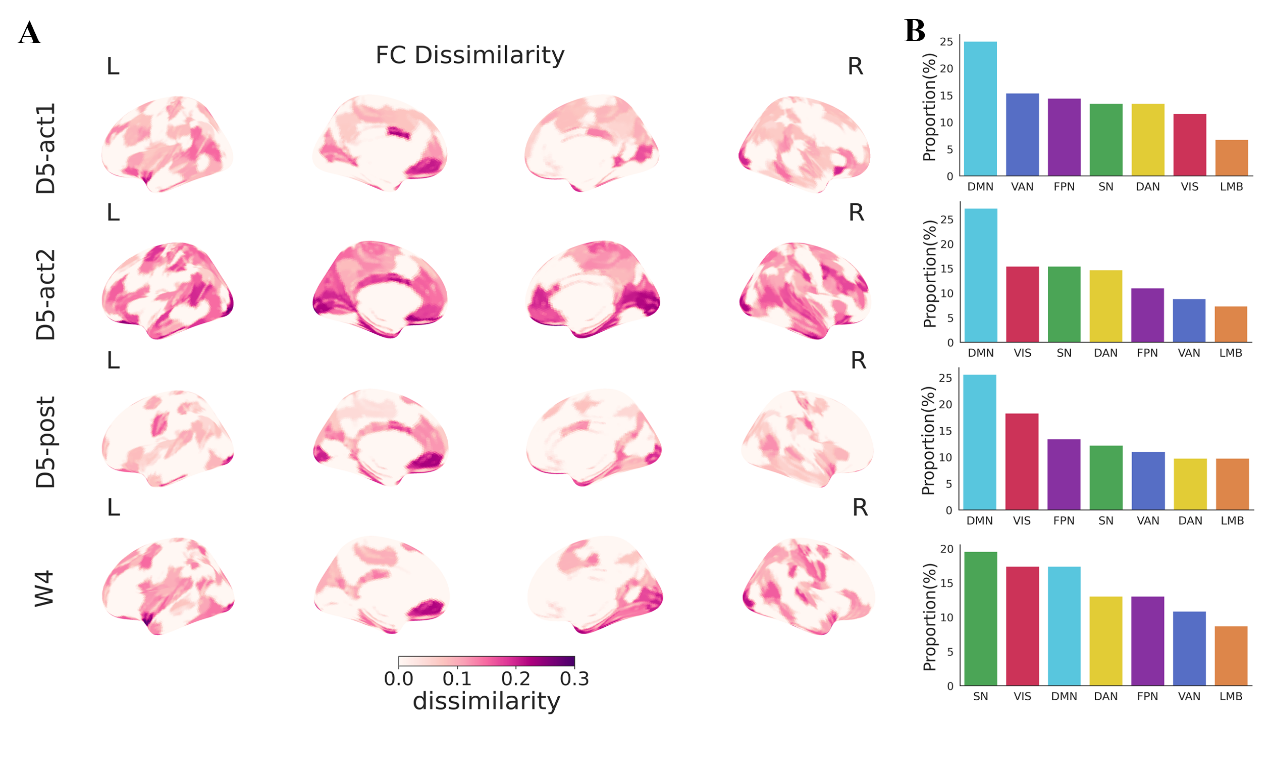 A
FC Dissimilarity
L
R
D5-act1
L
R
D5-act2
L
R
D5-post
L
R
W4
0.0 0.1 0.2 0.3
dissimilarity
B
Proportion(%)
25
20
15
10
5
0
DMN VAN FPN SN DAN VIS LMB
Proportion(%)
25
20
15
10
5
0
DMN VIS SN DAN FPN VAN LMB
Proportion(%)
25
20
15
10
5
0
DMN VIS FPN SN VAN DAN LMB
Proportion(%)
20
15
10
5
0
SN VIS DMN DAN FPN VAN LMB